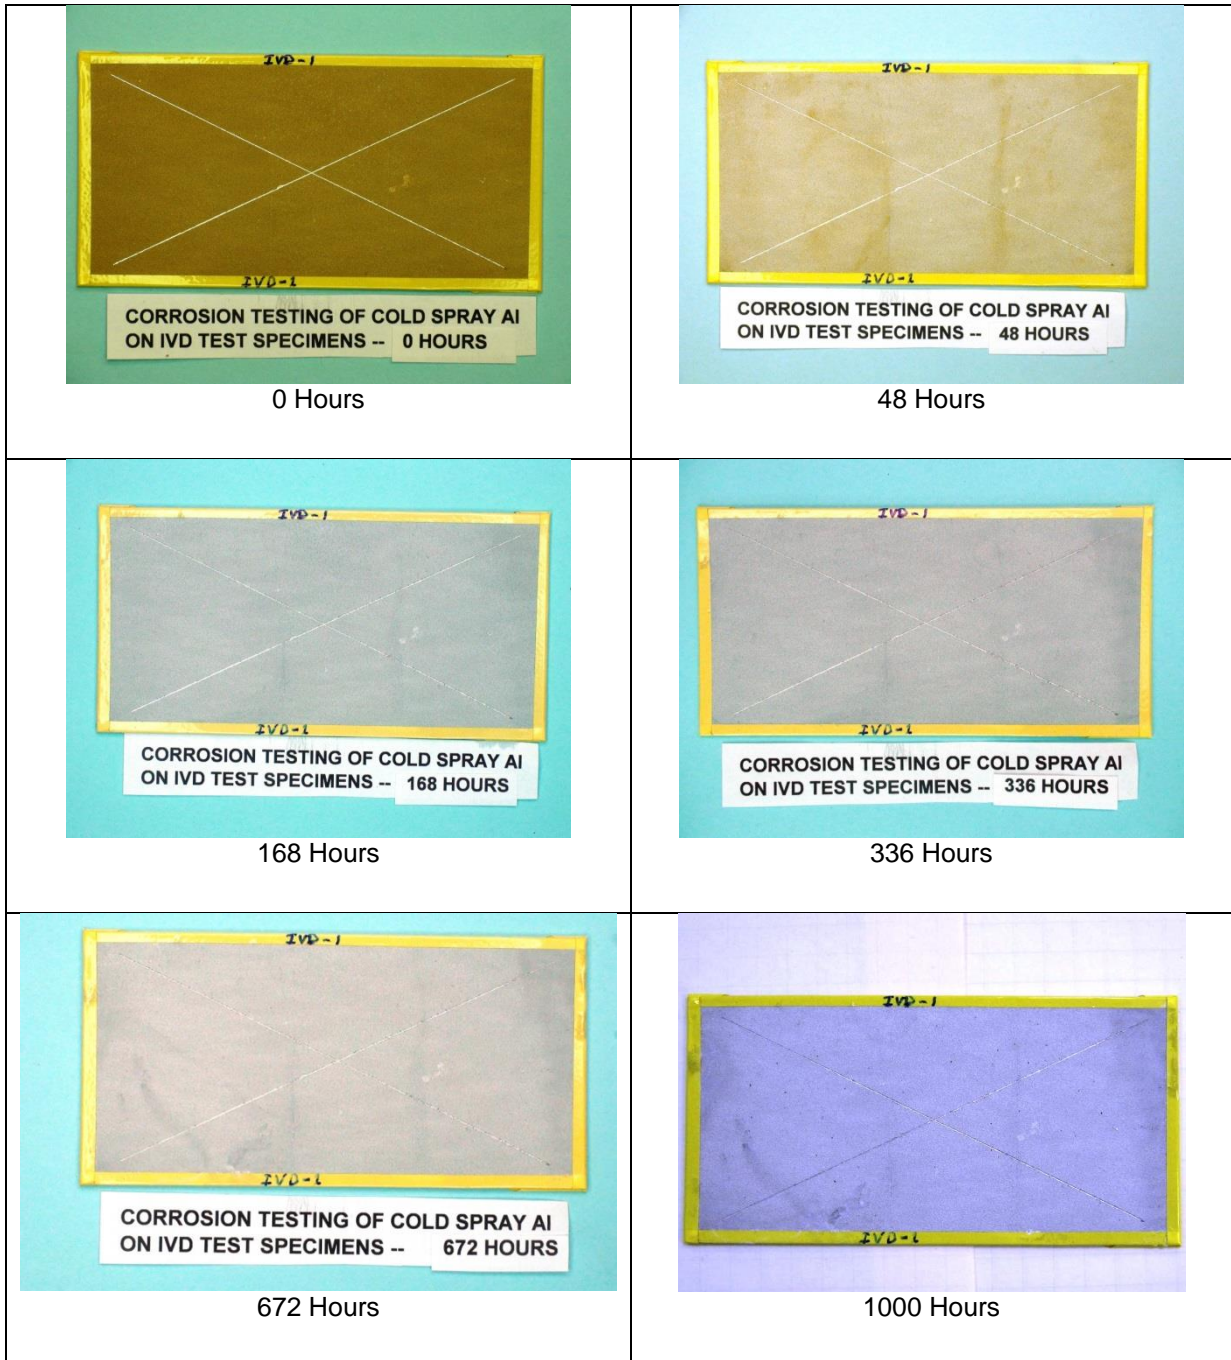 IVD-1
IVD-1
CORROSION TESTING OF COLD SPRAY Al
ON IVD TEST SPECIMENS -- 0 HOURS
0 Hours
IVD-1
IVD-1
CORROSION TESTING OF COLD SPRAY Al
ON IVD TEST SPECIMENS -- 48 HOURS
48 Hours
IVD-1
IVD-1
CORROSION TESTING OF COLD SPRAY Al
ON IVD TEST SPECIMENS -- 168 HOURS
168 Hours
IVD-1
IVD-1
CORROSION TESTING OF COLD SPRAY Al
ON IVD TEST SPECIMENS -- 336 HOURS
336 Hours
IVD-1
IVD-1
CORROSION TESTING OF COLD SPRAY Al
ON IVD TEST SPECIMENS -- 672 HOURS
672 Hours
IVD-1
IVD-1
1000 Hours